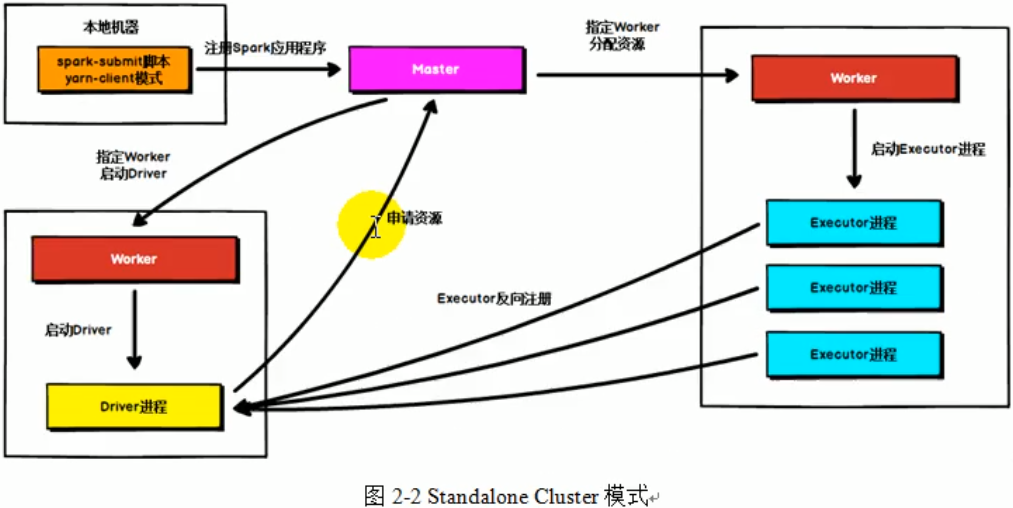 本地机器
spark-submit脚本
yarn-client模式
注册Spark应用程序
Master
指定Worker
分配资源
Worker
启动Executor进程
指定Worker
启动Driver
申请资源
Executor进程
Worker
Executor进程
Executor反向注册
启动Driver
Executor进程
Driver进程
图 2-2 Standalone Cluster 模式